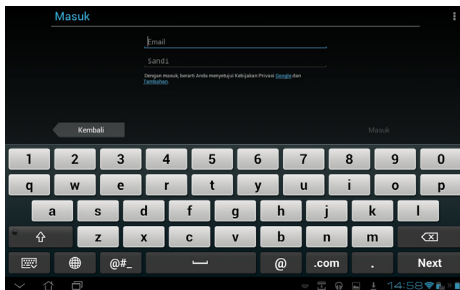 Masuk
Email
Sandi
Dengan masuk, berarti Anda menyetujui Kebijakan Privasi Google dan
Tambahan.
Kembali
Masuk
1 2 3 4 5 6 7 8 9 0
q w e r t y u i o p
a s d f g h j k l
z x c v b n m
@#_ @ .com . Next
14:58